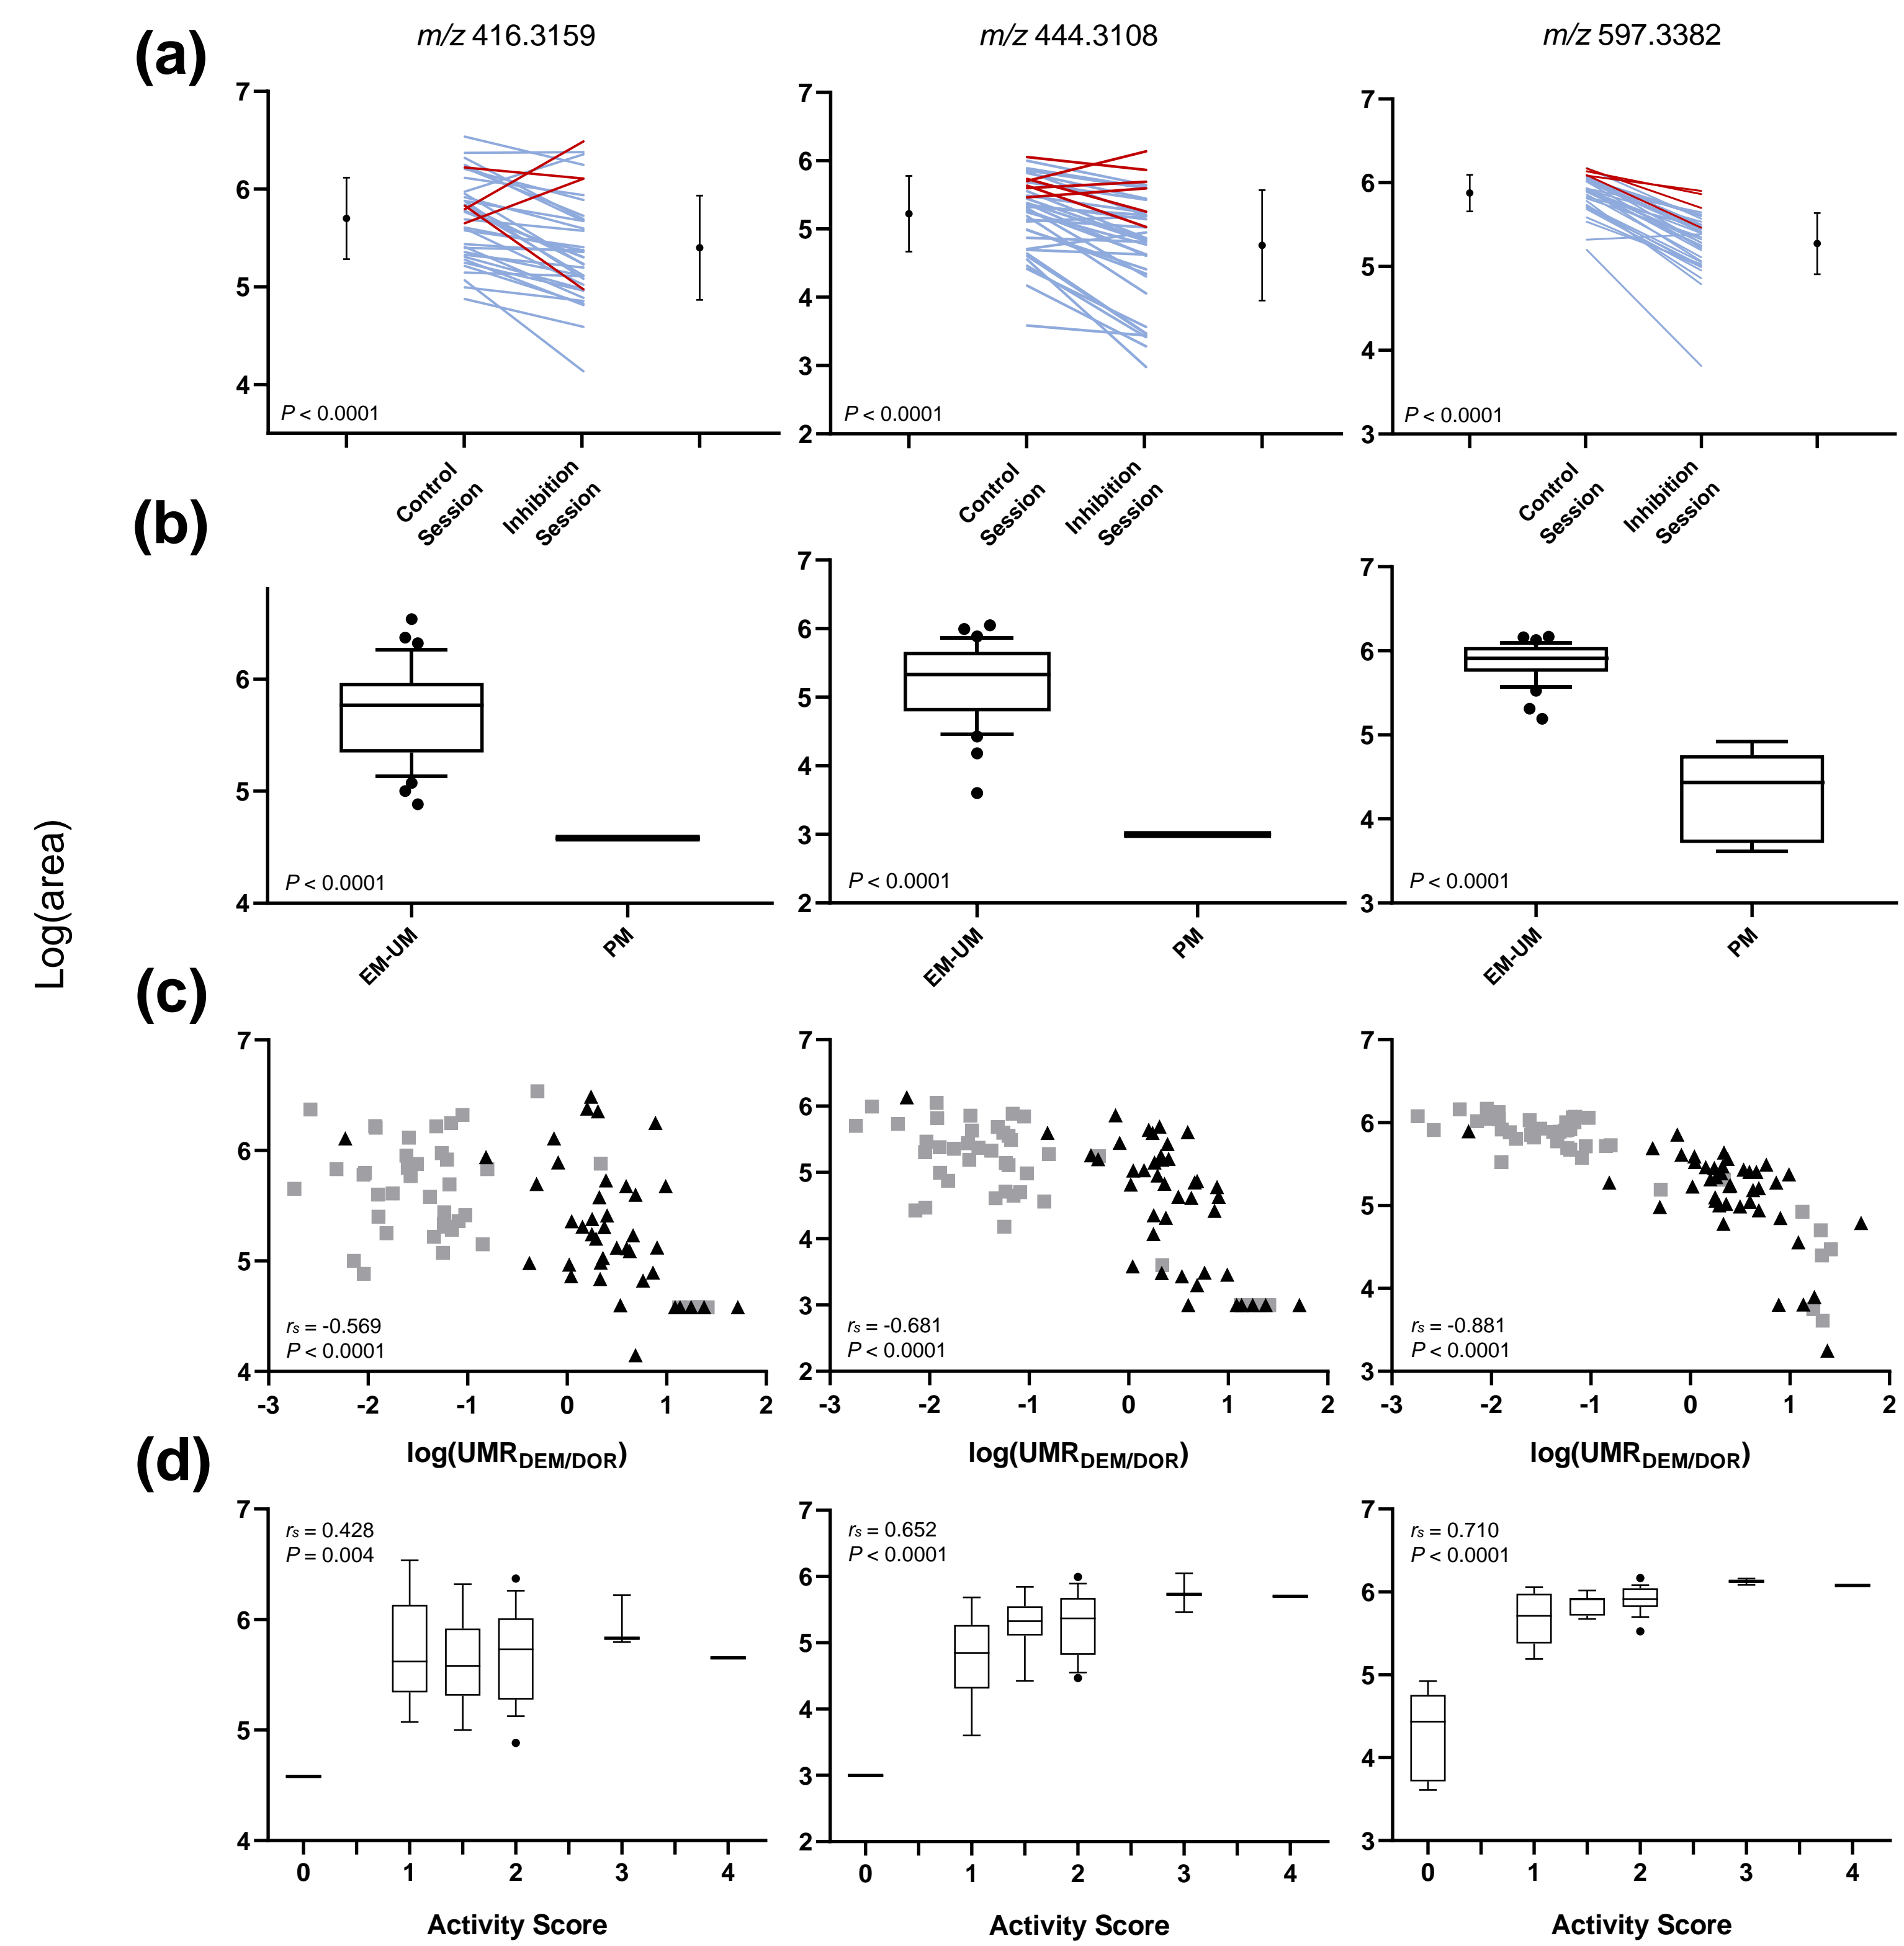 (a)
m/z 416.3159
m/z 444.3108
m/z 597.3382
7
6
5
4
P < 0.0001
7
6
5
4
3
2
P < 0.0001
7
6
5
4
3
P < 0.0001
Control
Session
Inhibition
Session
Control
Session
Inhibition
Session
Control
Session
Inhibition
Session
Log(area)
(b)
6
5
4
P < 0.0001
EM-UM
PM
7
6
5
4
3
2
P < 0.0001
EM-UM
PM
7
6
5
4
3
P < 0.0001
EM-UM
PM
(c)
7
6
5
4
rs = -0.569
P < 0.0001
-3 -2 -1 0 1 2
log(UMRDEM/DOR)
7
6
5
4
3
2
rs = -0.681
P < 0.0001
-3 -2 -1 0 1 2
log(UMRDEM/DOR)
7
6
5
4
3
rs = -0.881
P < 0.0001
-3 -2 -1 0 1 2
log(UMRDEM/DOR)
(d)
7
6
5
4
rs = 0.428
P = 0.004
0 1 2 3 4
Activity Score
7
6
5
4
3
2
rs = 0.652
P < 0.0001
0 1 2 3 4
Activity Score
7
6
5
4
3
rs = 0.710
P < 0.0001
0 1 2 3 4
Activity Score